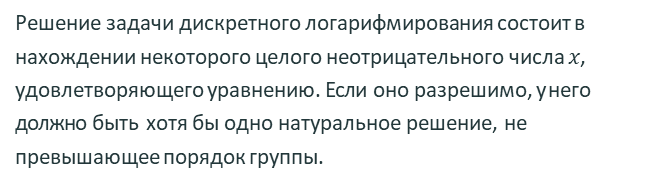 Решение задачи дискретного логарифмирования состоит в
нахождении некоторого целого неотрицательного числа x,
удовлетворяющего уравнению. Если оно разрешимо, у него
должно быть хотя бы одно натуральное решение, не
превышающее порядок группы.